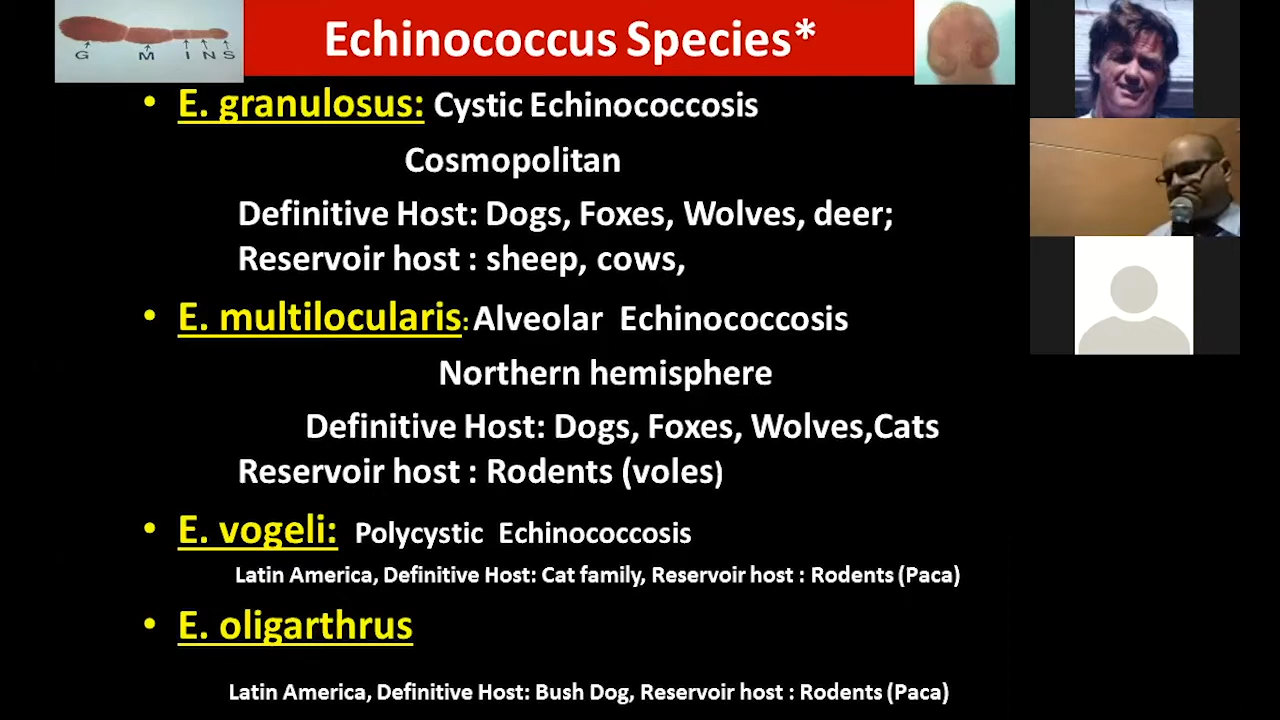 Echinococcus Species*
G M I N S
• E. granulosus: Cystic Echinococcosis
Cosmopolitan
Definitive Host: Dogs, Foxes, Wolves, deer;
Reservoir host : sheep, cows,
• E. multilocularis: Alveolar Echinococcosis
Northern hemisphere
Definitive Host: Dogs, Foxes, Wolves,Cats
Reservoir host : Rodents (voles)
• E. vogeli: Polycystic Echinococcosis
Latin America, Definitive Host: Cat family, Reservoir host : Rodents (Paca)
• E. oligarthrus
Latin America, Definitive Host: Bush Dog, Reservoir host : Rodents (Paca)